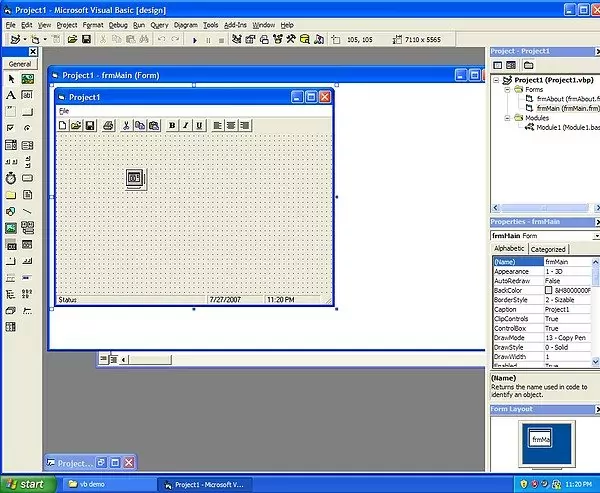 Project1 - Microsoft Visual Basic [design]
File Edit View Project Format Debug Run Query Diagram Tools Add-Ins Window Help
105, 105
7110 x 5565
General
Project1 - frmMain (Form)
Project1
File
B I U
Status 7/27/2007 11:20 PM
Project - Project1
Project1 (Project1.vbp)
Forms
frmAbout (frmAbout.f
frmMain (frmMain.frm)
Modules
Module1 (Module1.bas
Properties - frmMain
frmMain Form
Alphabetic Categorized
(Name) frmMain
Appearance 1 - 3D
AutoRedraw False
BackColor &H8000000F
BorderStyle 2 - Sizable
Caption Project1
ClipControls True
ControlBox True
DrawMode 13 - Copy Pen
DrawStyle 0 - Solid
DrawWidth 1
Enabled True
(Name)
Returns the name used in code to
identify an object.
Form Layout
frmMa
Project...
start
vb demo
Project1 - Microsoft V...
11:20 PM